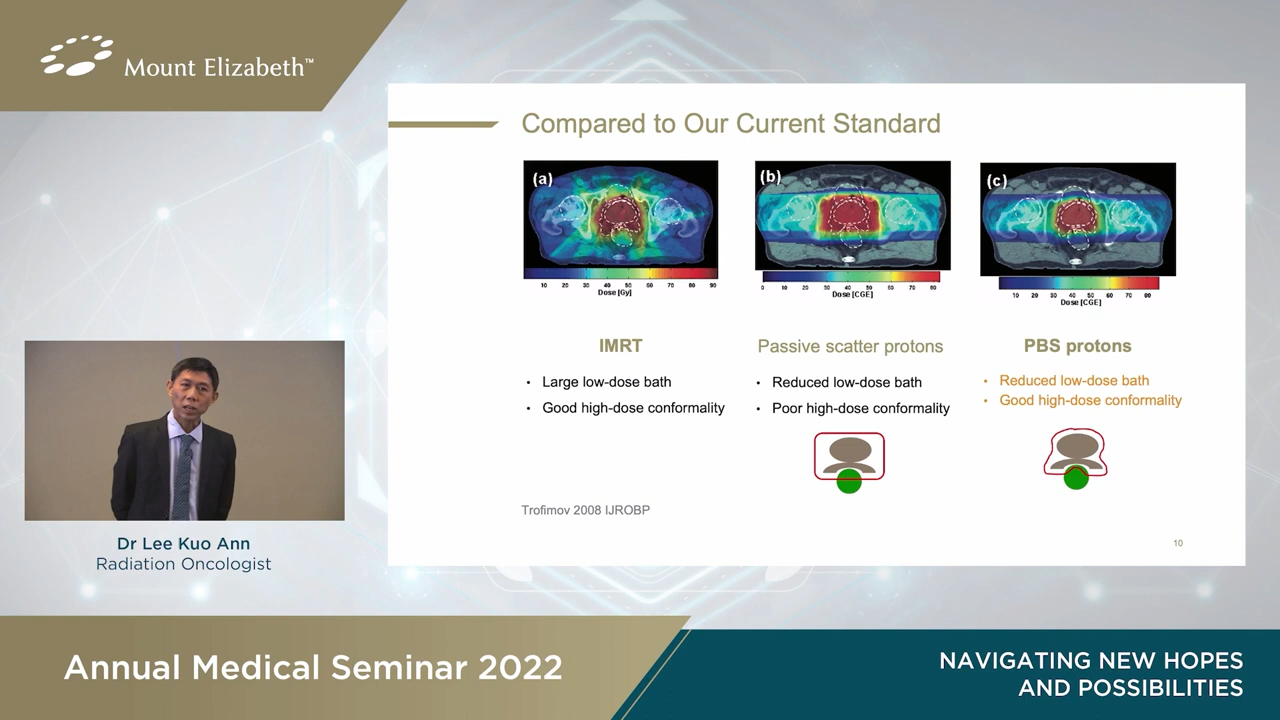 Mount Elizabeth™
Compared to Our Current Standard
(a)
(b)
(c)
10 20 30 40 50 60 70 80 90
Dose [Gy]
0 10 20 30 40 50 60 70 80
Dose [CGE]
10 20 30 40 50 60 70 80
Dose [CGE]
IMRT
• Large low-dose bath
• Good high-dose conformality
Passive scatter protons
• Reduced low-dose bath
• Poor high-dose conformality
PBS protons
• Reduced low-dose bath
• Good high-dose conformality
Trofimov 2008 IJROBP
10
Dr Lee Kuo Ann
Radiation Oncologist
Annual Medical Seminar 2022
NAVIGATING NEW HOPES
AND POSSIBILITIES